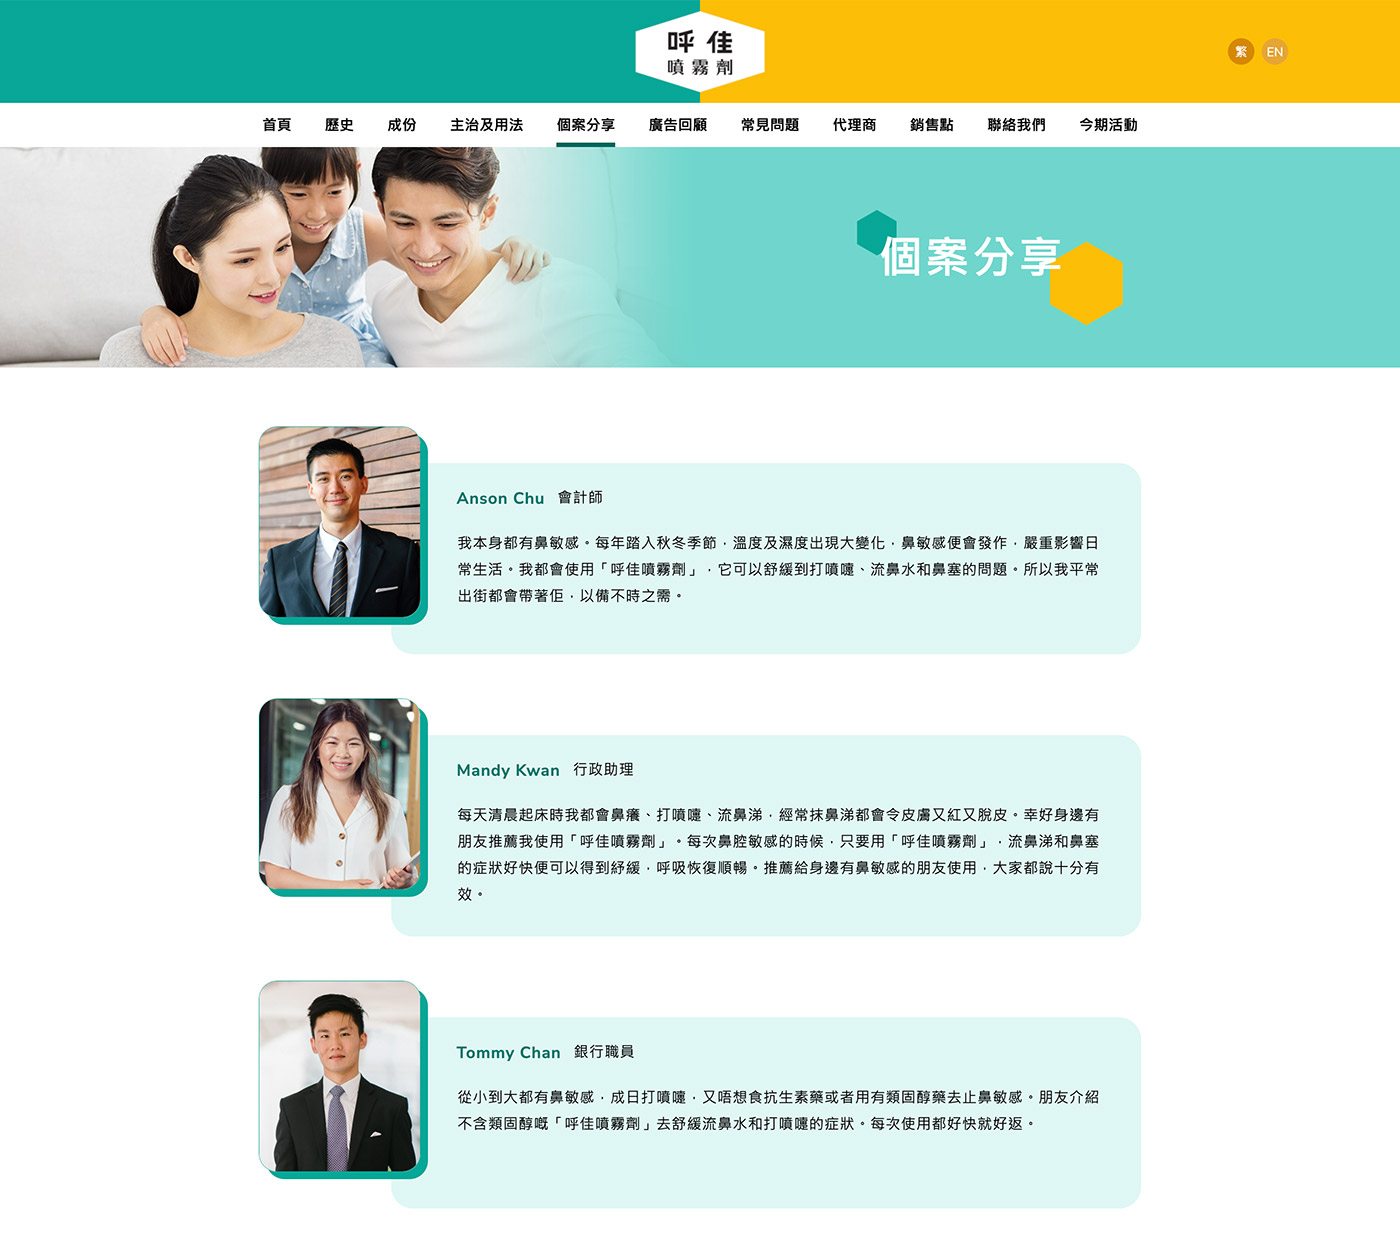 呼佳
噴霧劑
繁 EN
首頁 歷史 成份 主治及用法 個案分享 廣告回顧 常見問題 代理商 銷售點 聯絡我們 今期活動
個案分享
Anson Chu 會計師
我本身都有鼻敏感。每年踏入秋冬季節，溫度及濕度出現大變化，鼻敏感便會發作，嚴重影響日
常生活。我都會使用「呼佳噴霧劑」，它可以舒緩到打噴嚏、流鼻水和鼻塞的問題。所以我平常
出街都會帶著佢，以備不時之需。
Mandy Kwan 行政助理
每天清晨起床時我都會鼻癢、打噴嚏、流鼻涕，經常抹鼻涕都會令皮膚又紅又脫皮。幸好身邊有
朋友推薦我使用「呼佳噴霧劑」。每次鼻腔敏感的時候，只要用「呼佳噴霧劑」，流鼻涕和鼻塞
的症狀好快便可以得到紓緩，呼吸恢復順暢。推薦給身邊有鼻敏感的朋友使用，大家都說十分有
效。
Tommy Chan 銀行職員
從小到大都有鼻敏感，成日打噴嚏，又唔想食抗生素藥或者用有類固醇藥去止鼻敏感。朋友介紹
不含類固醇嘅「呼佳噴霧劑」去舒緩流鼻水和打噴嚏的症狀。每次使用都好快就好返。